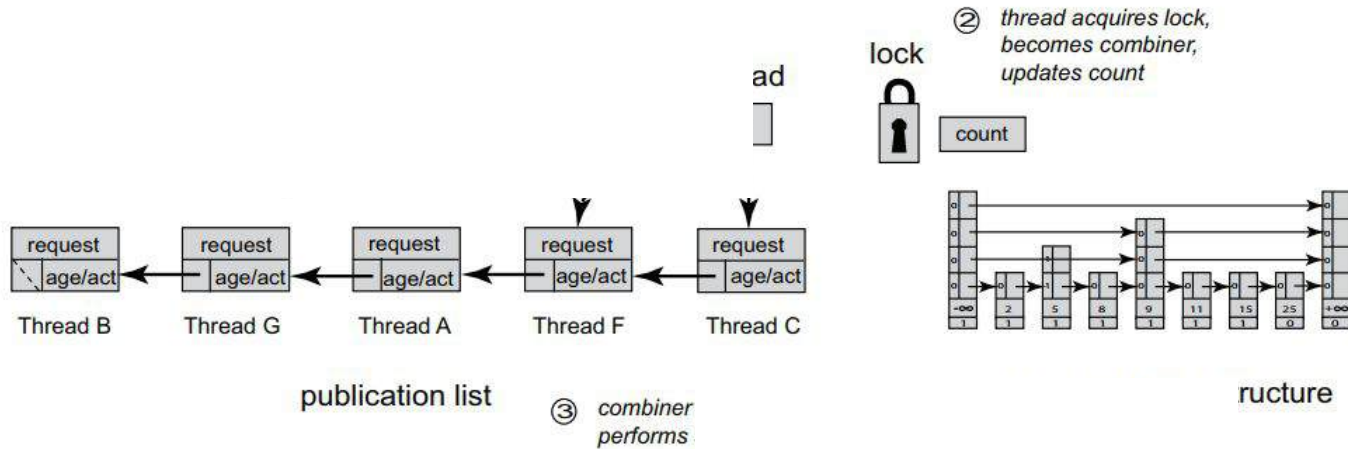 ② thread acquires lock,
becomes combiner,
updates count
lock
ad
count
request request request request request
age/act age/act age/act age/act age/act
Thread B Thread G Thread A Thread F Thread C
-∞ 2 5 8 9 11 15 25 +∞
1 1 1 1 1 1 1 0 0
publication list
ructure
③ combiner
performs